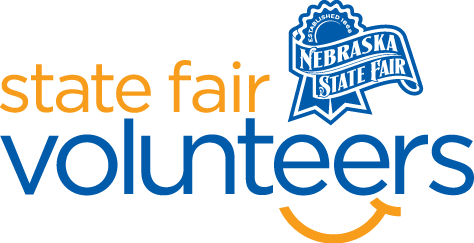 ESTABLISHED 1868
NEBRASKA
STATE FAIR
state fair
volunteers